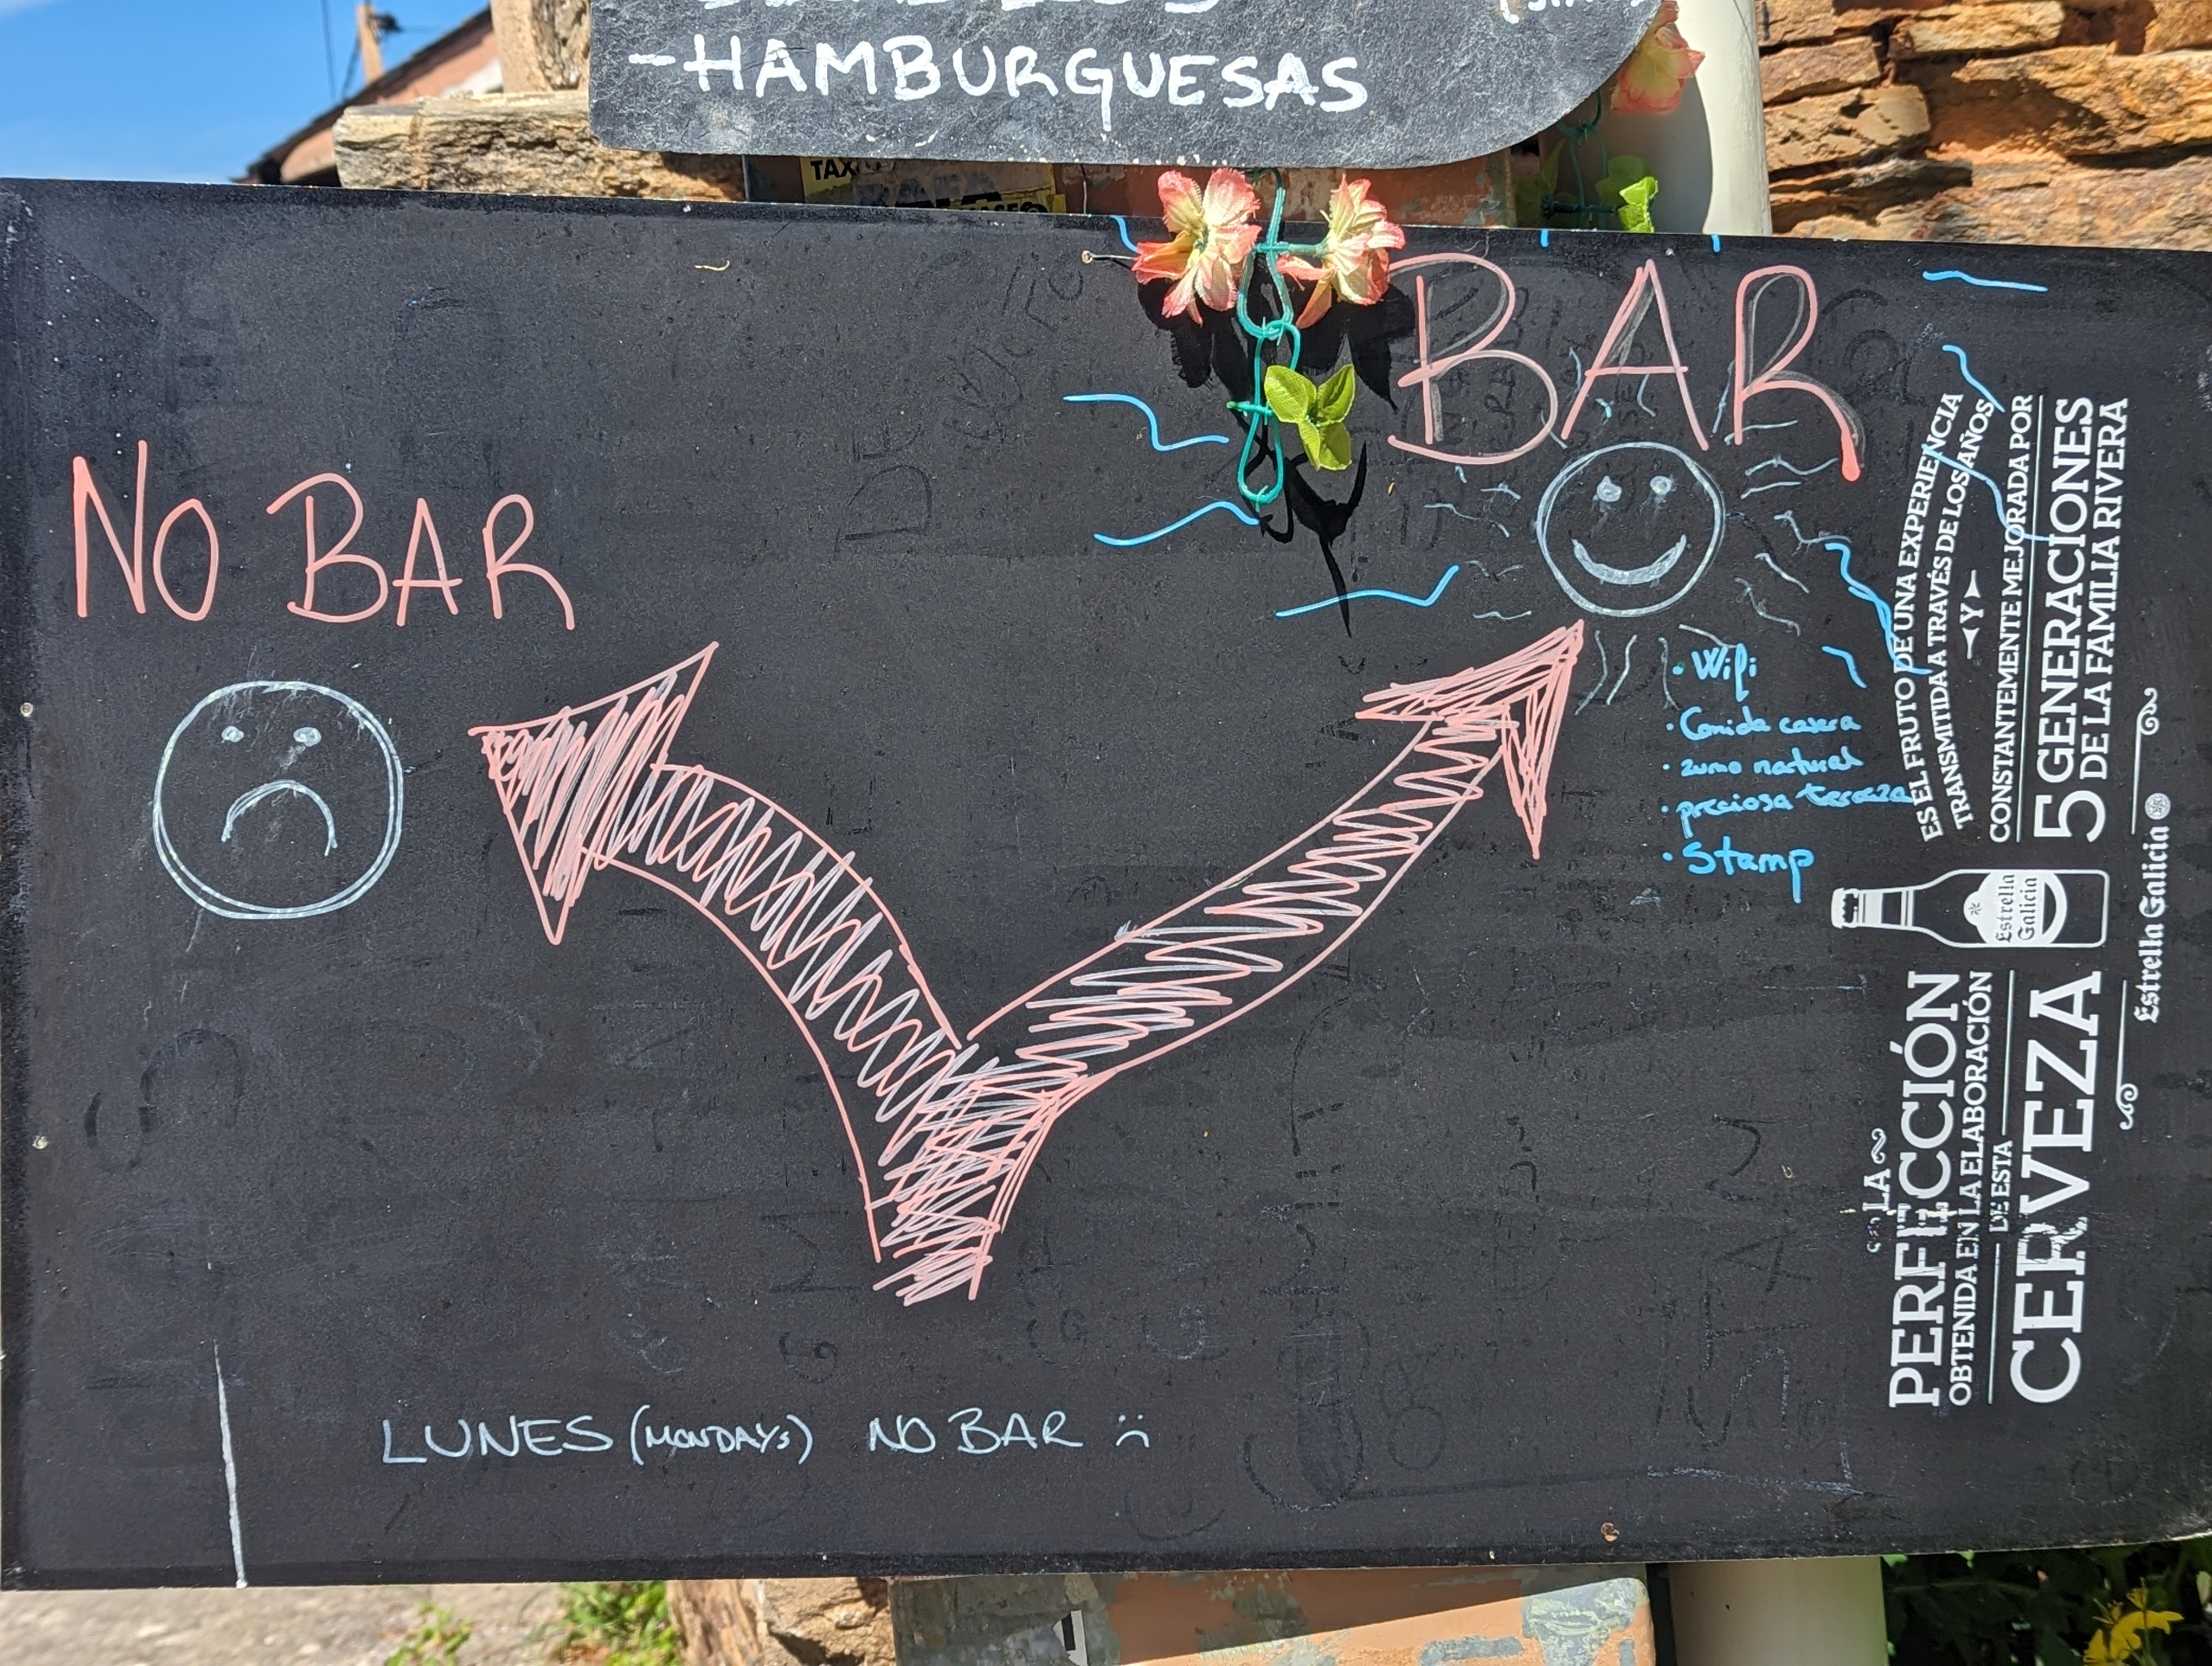 -HAMBURGUESAS
TAX
BAR
NO BAR
· Wifi
· Comida casera
· zumo natural
· preciosa terraza
· Stamp
LUNES (MONDAYS) NO BAR :(
LA
PERFECCIÓN
OBTENIDA EN LA ELABORACIÓN
DE ESTA
CERVEZA
Estrella
Galicia
ES EL FRUTO DE UNA EXPERIENCIA
TRANSMITIDA A TRAVÉS DE LOS AÑOS
Y
CONSTANTEMENTE MEJORADA POR
5 GENERACIONES
DE LA FAMILIA RIVERA
Estrella Galicia